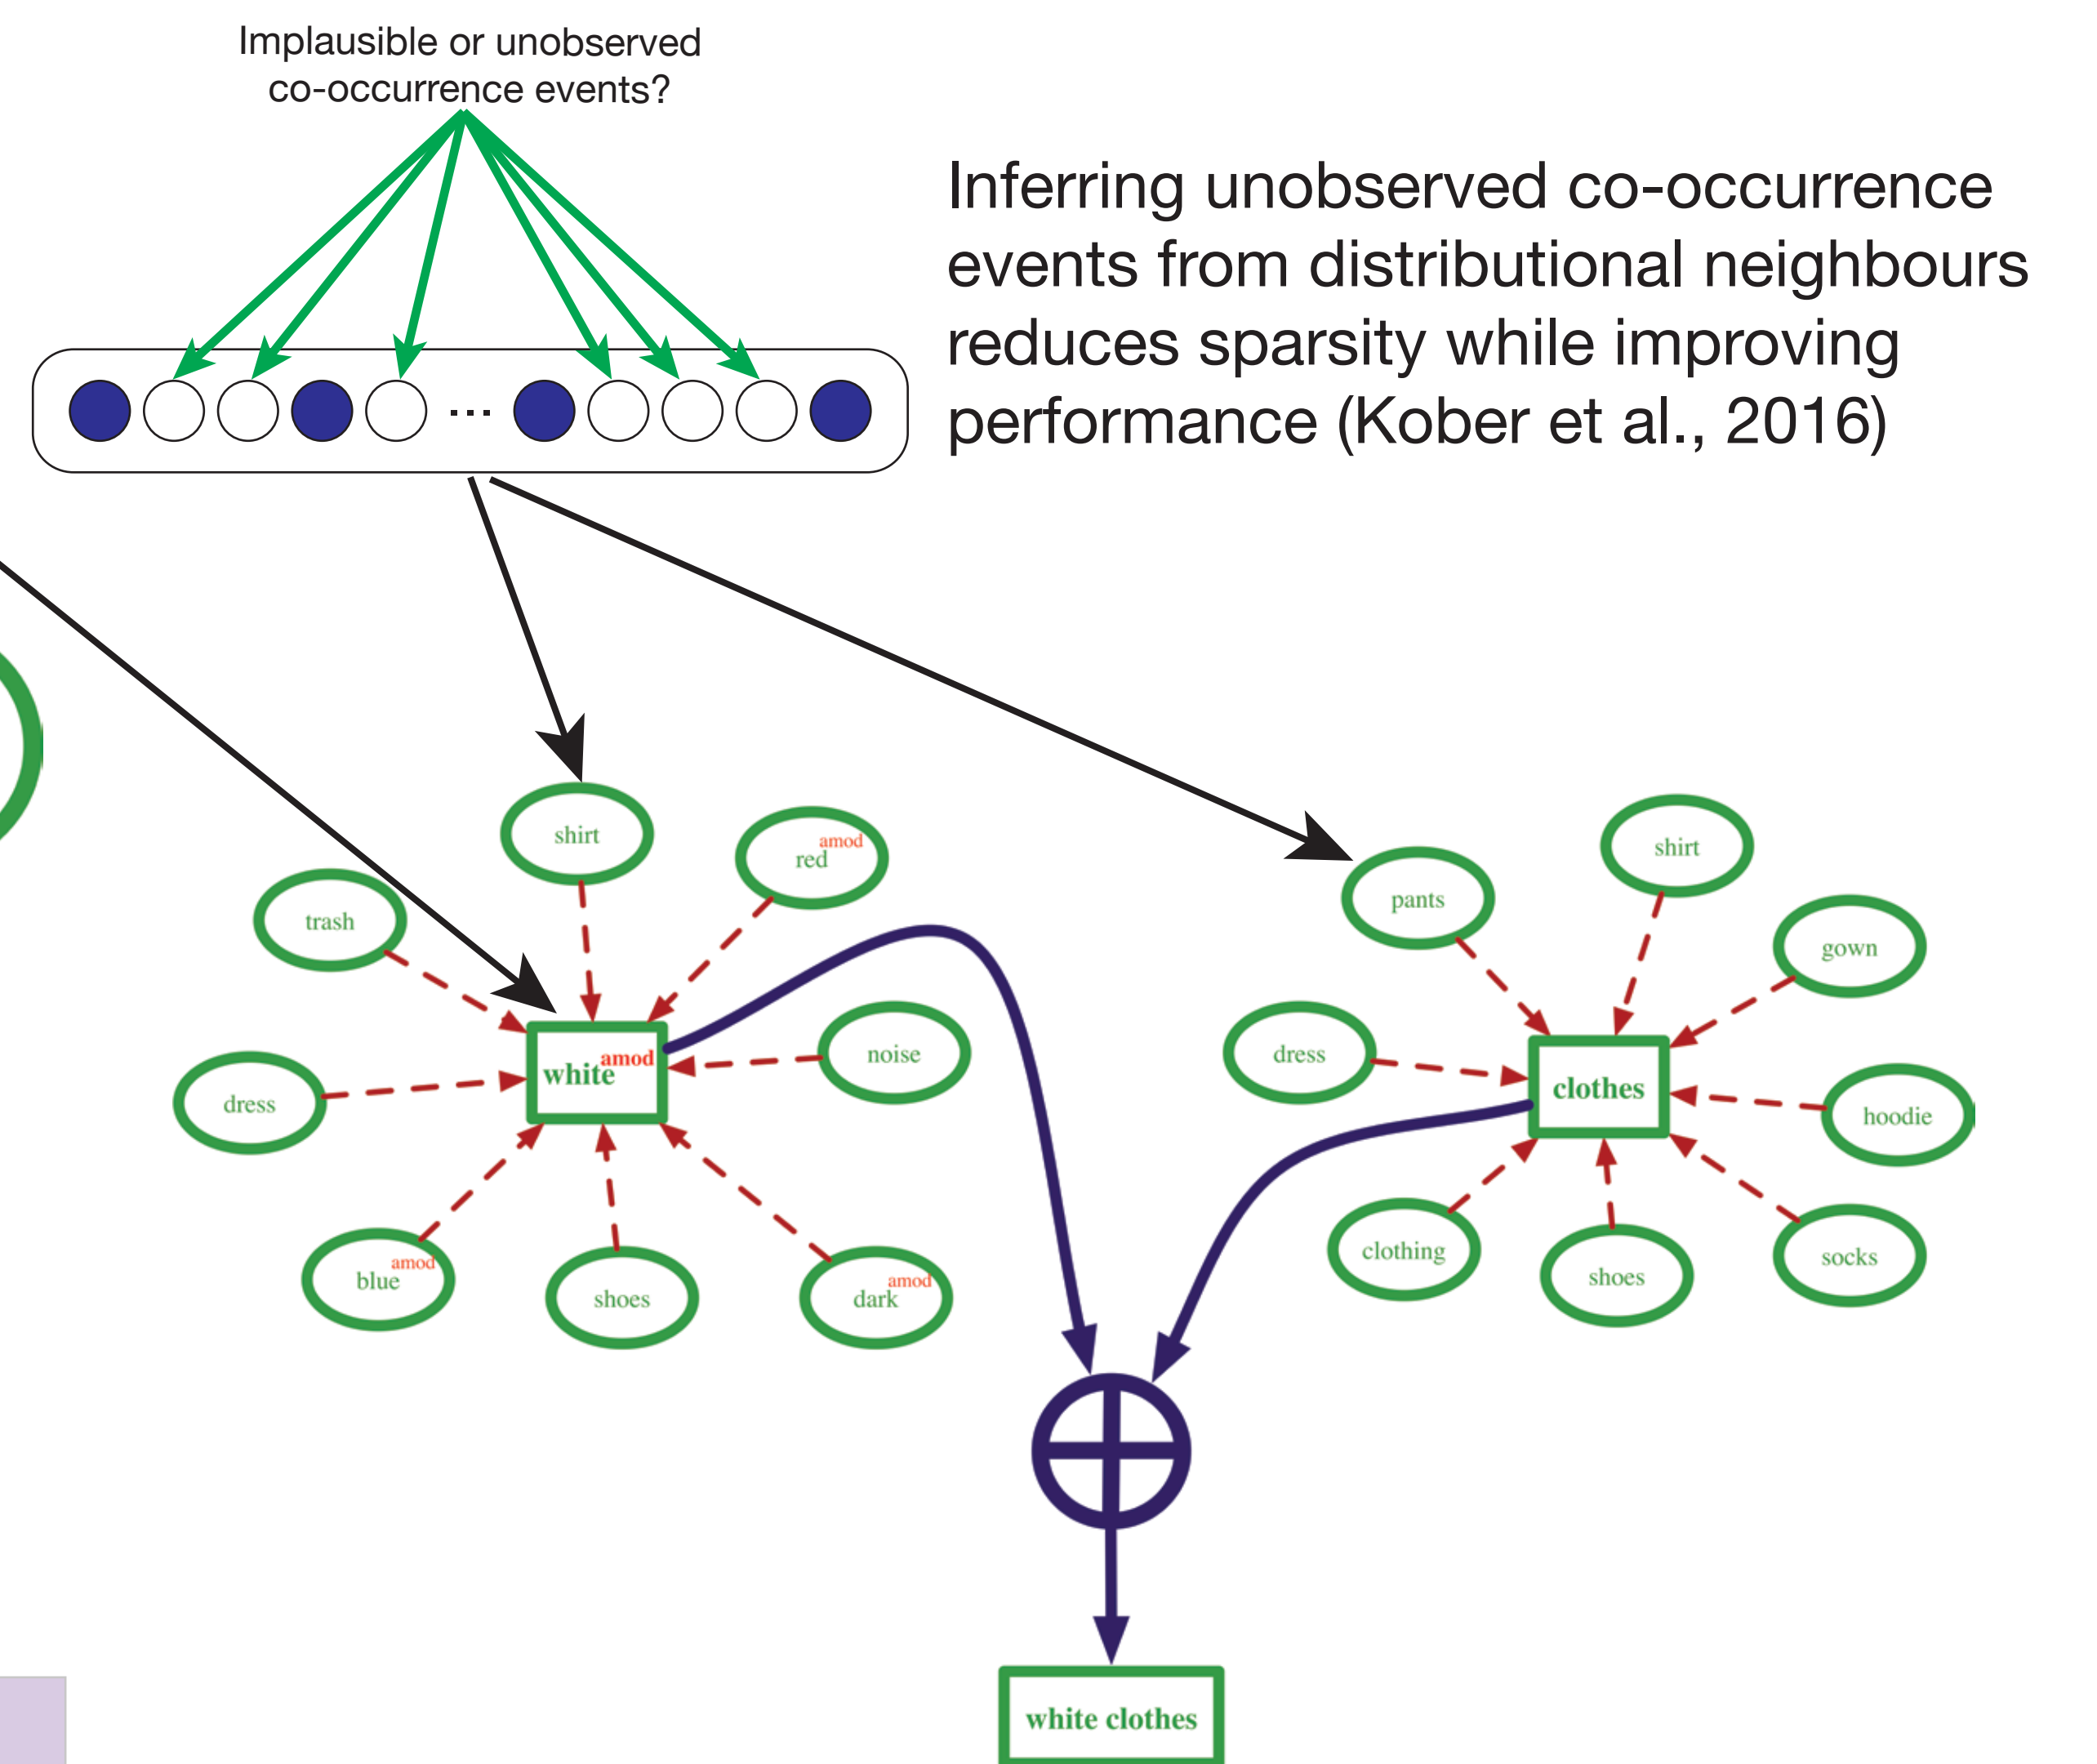 Implausible or unobserved
co-occurrence events?
Inferring unobserved co-occurrence
events from distributional neighbours
reduces sparsity while improving
performance (Kober et al., 2016)
...
shirt
red amod
trash
noise
white amod
dress
blue amod
shoes
dark amod
shirt
pants
gown
dress
clothes
hoodie
clothing
shoes
socks
white clothes